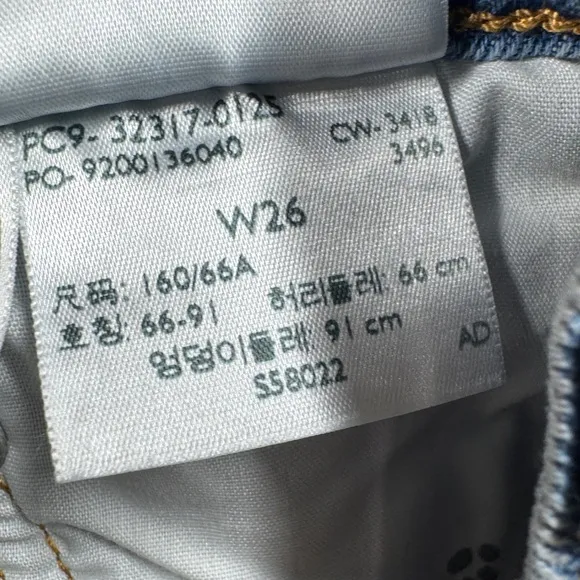 PC9- 32317-0125 CW- 3418
PO- 9200136040 3496
W26
尺码: 160/66A 허리둘레: 66 cm
호칭: 66-91
엉덩이둘레: 91 cm AD
S58022